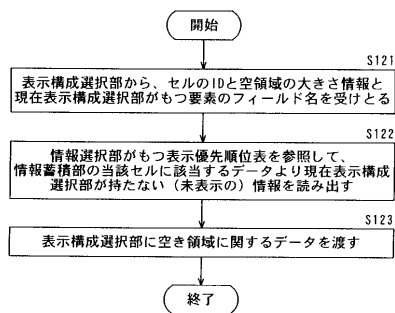 開始
S121
表示構成選択部から、セルのIDと空領域の大きさ情報と
現在表示構成選択部がもつ要素のフィールド名を受けとる
S122
情報選択部がもつ表示優先順位表を参照して、
情報蓄積部の当該セルに該当するデータより現在表示構成
選択部が持たない（未表示の）情報を読み出す
S123
表示構成選択部に空き領域に関するデータを渡す
終了